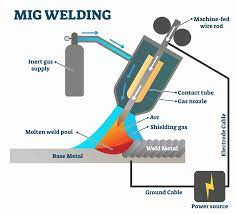 MIG WELDING
Machine-fed
wire rod
Inert gas
supply
Contact tube
Gas nozzle
Arc
Shielding gas
Molten weld pool
Electrode Cable
Weld Metal
Base Metal
Ground Cable
Power source